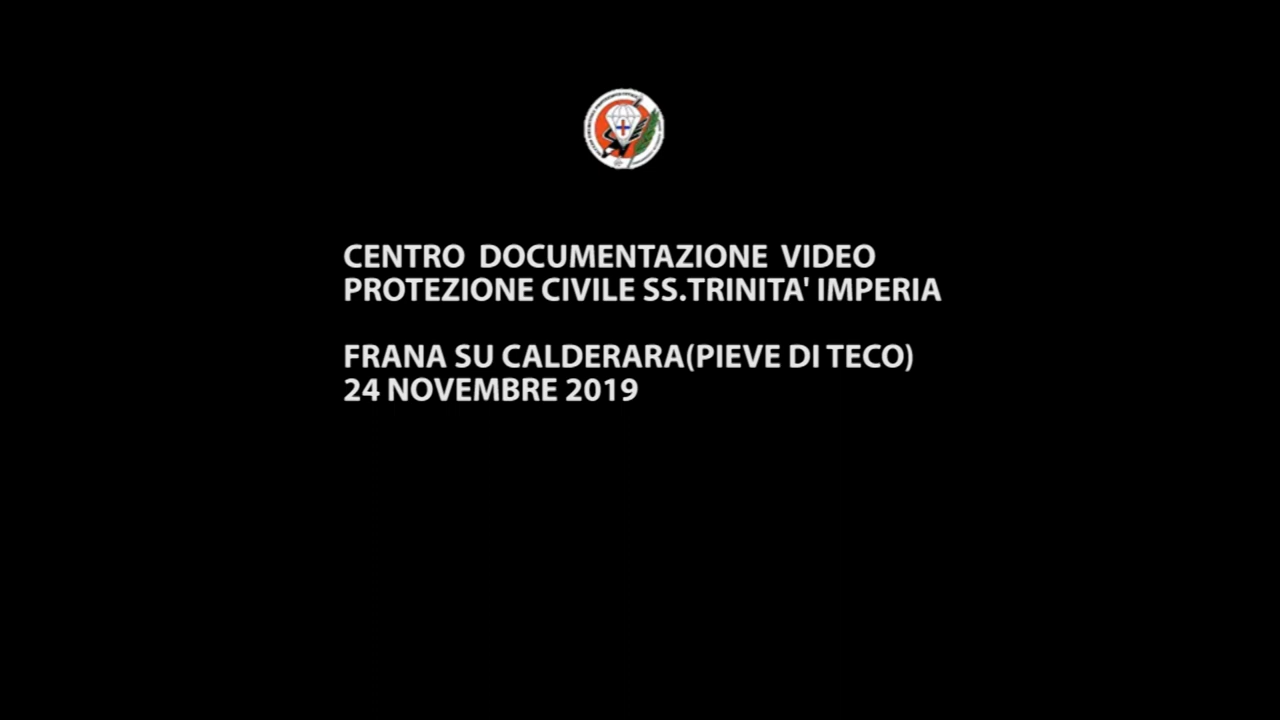 CENTRO DOCUMENTAZIONE VIDEO
PROTEZIONE CIVILE SS.TRINITA' IMPERIA
FRANA SU CALDERARA(PIEVE DI TECO)
24 NOVEMBRE 2019